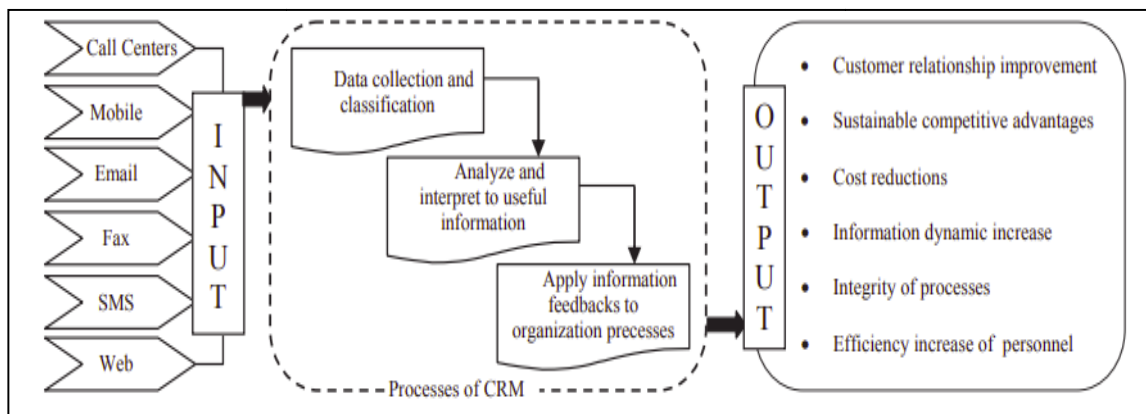 Call Centers
Mobile
Email
Fax
SMS
Web
INPUT
Data collection and
classification
Analyze and
interpret to useful
information
Apply information
feedbacks to
organization precesses
Processes of CRM
OUTPUT
• Customer relationship improvement
• Sustainable competitive advantages
• Cost reductions
• Information dynamic increase
• Integrity of processes
• Efficiency increase of personnel